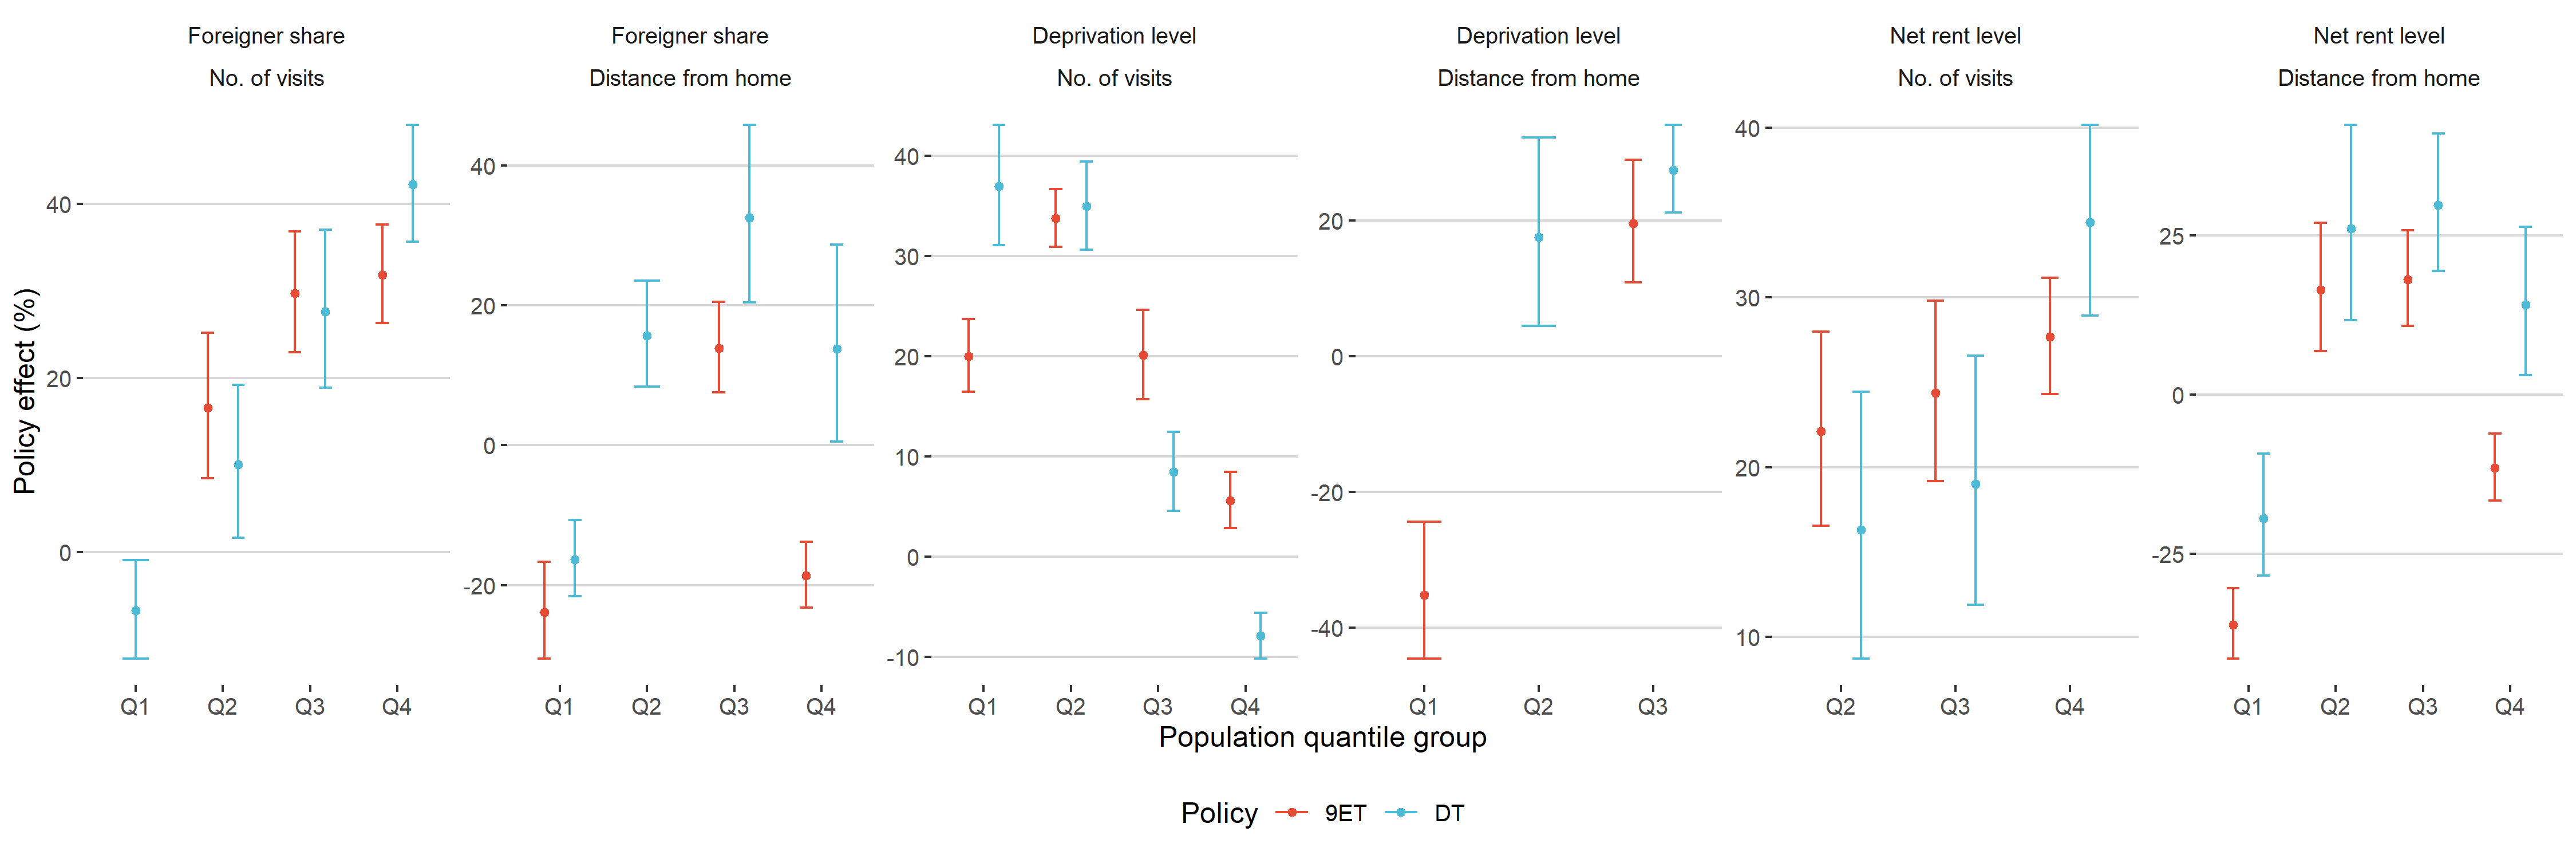 Foreigner share
No. of visits
Foreigner share
Distance from home
Deprivation level
No. of visits
Deprivation level
Distance from home
Net rent level
No. of visits
Net rent level
Distance from home
Policy effect (%)
40
20
0
40
20
0
-20
40
30
20
10
0
-10
20
0
-20
-40
40
30
20
10
25
0
-25
Q1 Q2 Q3 Q4
Q1 Q2 Q3 Q4
Q1 Q2 Q3 Q4
Q1 Q2 Q3
Q2 Q3 Q4
Q1 Q2 Q3 Q4
Population quantile group
Policy 9ET DT